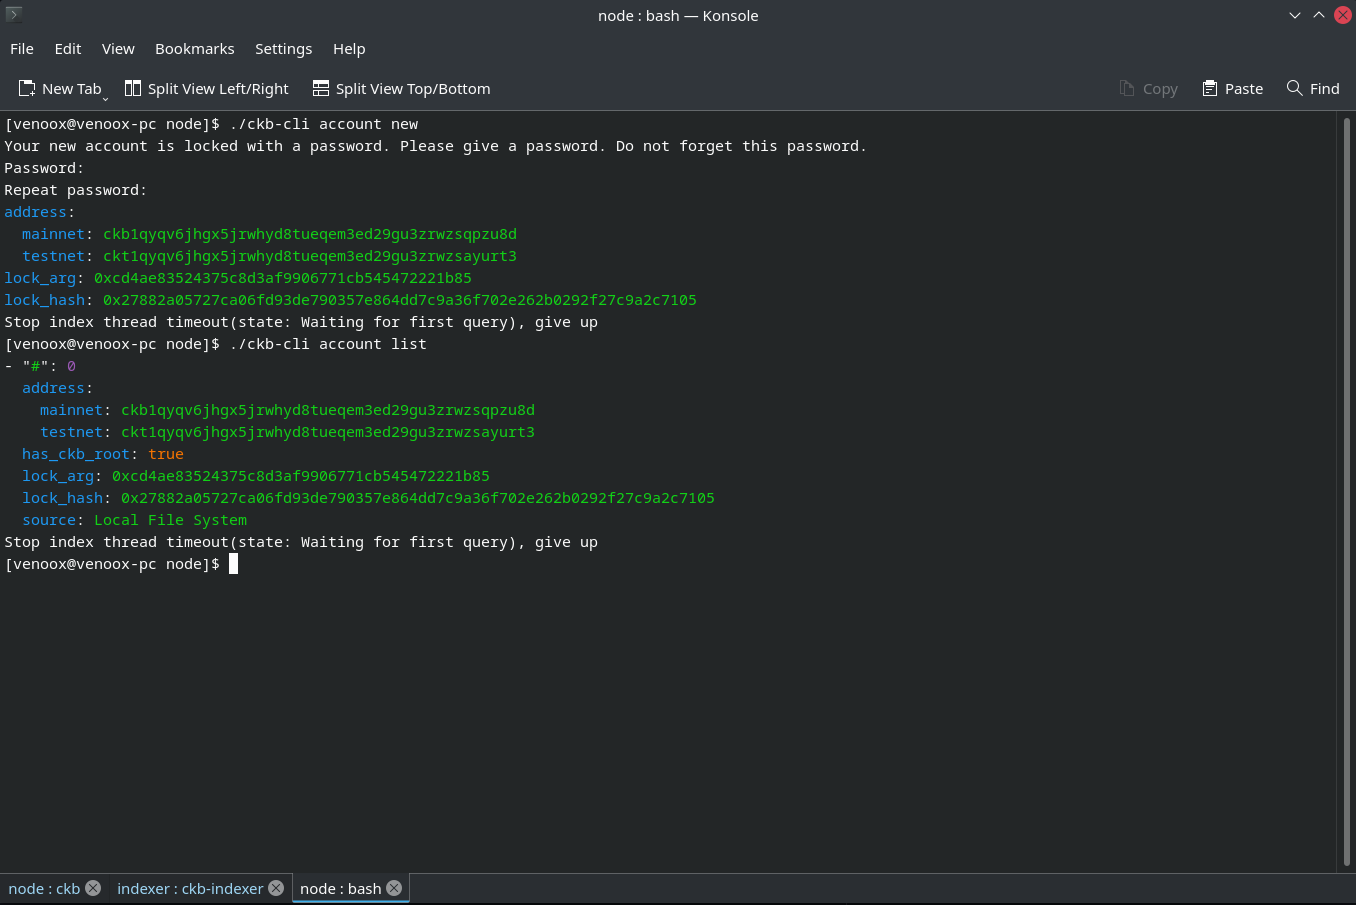 node : bash — Konsole
File Edit View Bookmarks Settings Help
New Tab Split View Left/Right Split View Top/Bottom Copy Paste Find
[venoox@venoox-pc node]$ ./ckb-cli account new
Your new account is locked with a password. Please give a password. Do not forget this password.
Password:
Repeat password:
address:
  mainnet: ckb1qyqv6jhgx5jrwhyd8tueqem3ed29gu3zrwzsqpzu8d
  testnet: ckt1qyqv6jhgx5jrwhyd8tueqem3ed29gu3zrwzsayurt3
lock_arg: 0xcd4ae83524375c8d3af9906771cb545472221b85
lock_hash: 0x27882a05727ca06fd93de790357e864dd7c9a36f702e262b0292f27c9a2c7105
Stop index thread timeout(state: Waiting for first query), give up
[venoox@venoox-pc node]$ ./ckb-cli account list
- "#": 0
  address:
    mainnet: ckb1qyqv6jhgx5jrwhyd8tueqem3ed29gu3zrwzsqpzu8d
    testnet: ckt1qyqv6jhgx5jrwhyd8tueqem3ed29gu3zrwzsayurt3
  has_ckb_root: true
  lock_arg: 0xcd4ae83524375c8d3af9906771cb545472221b85
  lock_hash: 0x27882a05727ca06fd93de790357e864dd7c9a36f702e262b0292f27c9a2c7105
  source: Local File System
Stop index thread timeout(state: Waiting for first query), give up
[venoox@venoox-pc node]$
node : ckb indexer : ckb-indexer node : bash